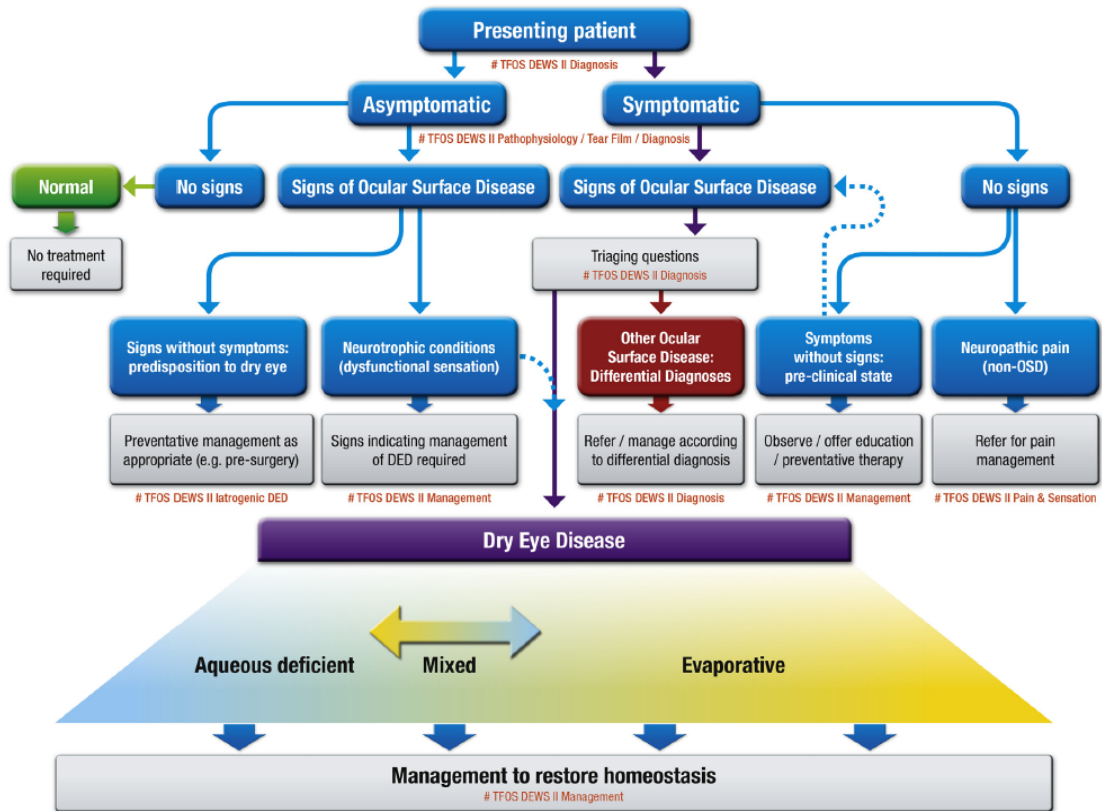 Presenting patient
# TFOS DEWS II Diagnosis
Asymptomatic
Symptomatic
# TFOS DEWS II Pathophysiology / Tear Film / Diagnosis
Normal
No signs
Signs of Ocular Surface Disease
Signs of Ocular Surface Disease
No signs
No treatment
required
Triaging questions
# TFOS DEWS II Diagnosis
Signs without symptoms:
predisposition to dry eye
Neurotrophic conditions
(dysfunctional sensation)
Other Ocular
Surface Disease:
Differential Diagnoses
Symptoms
without signs:
pre-clinical state
Neuropathic pain
(non-OSD)
Preventative management as
appropriate (e.g. pre-surgery)
# TFOS DEWS II Iatrogenic DED
Signs indicating management
of DED required
# TFOS DEWS II Management
Refer / manage according
to differential diagnosis
# TFOS DEWS II Diagnosis
Observe / offer education
/ preventative therapy
# TFOS DEWS II Management
Refer for pain
management
# TFOS DEWS II Pain & Sensation
Dry Eye Disease
Aqueous deficient
Mixed
Evaporative
Management to restore homeostasis
# TFOS DEWS II Management